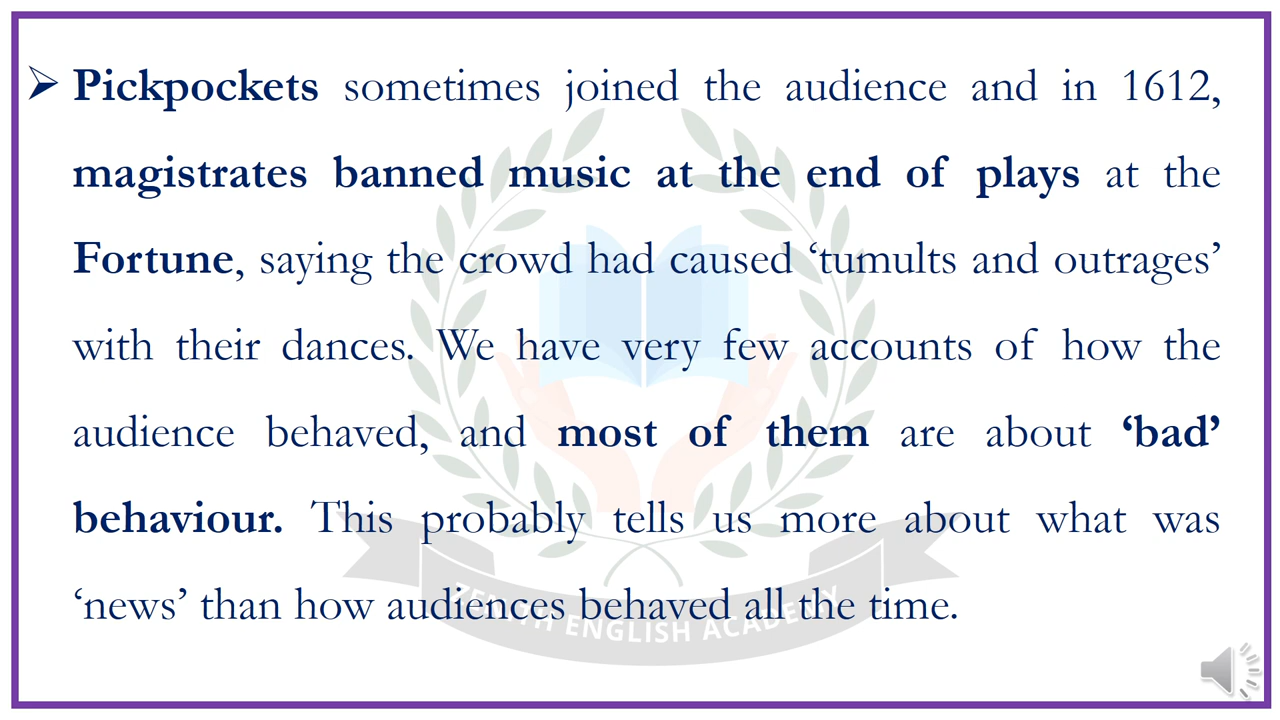 ➢ Pickpockets sometimes joined the audience and in 1612,
magistrates banned music at the end of plays at the
Fortune, saying the crowd had caused ‘tumults and outrages’
with their dances. We have very few accounts of how the
audience behaved, and most of them are about ‘bad’
behaviour. This probably tells us more about what was
‘news’ than how audiences behaved all the time.
ZENITH ENGLISH ACADEMY